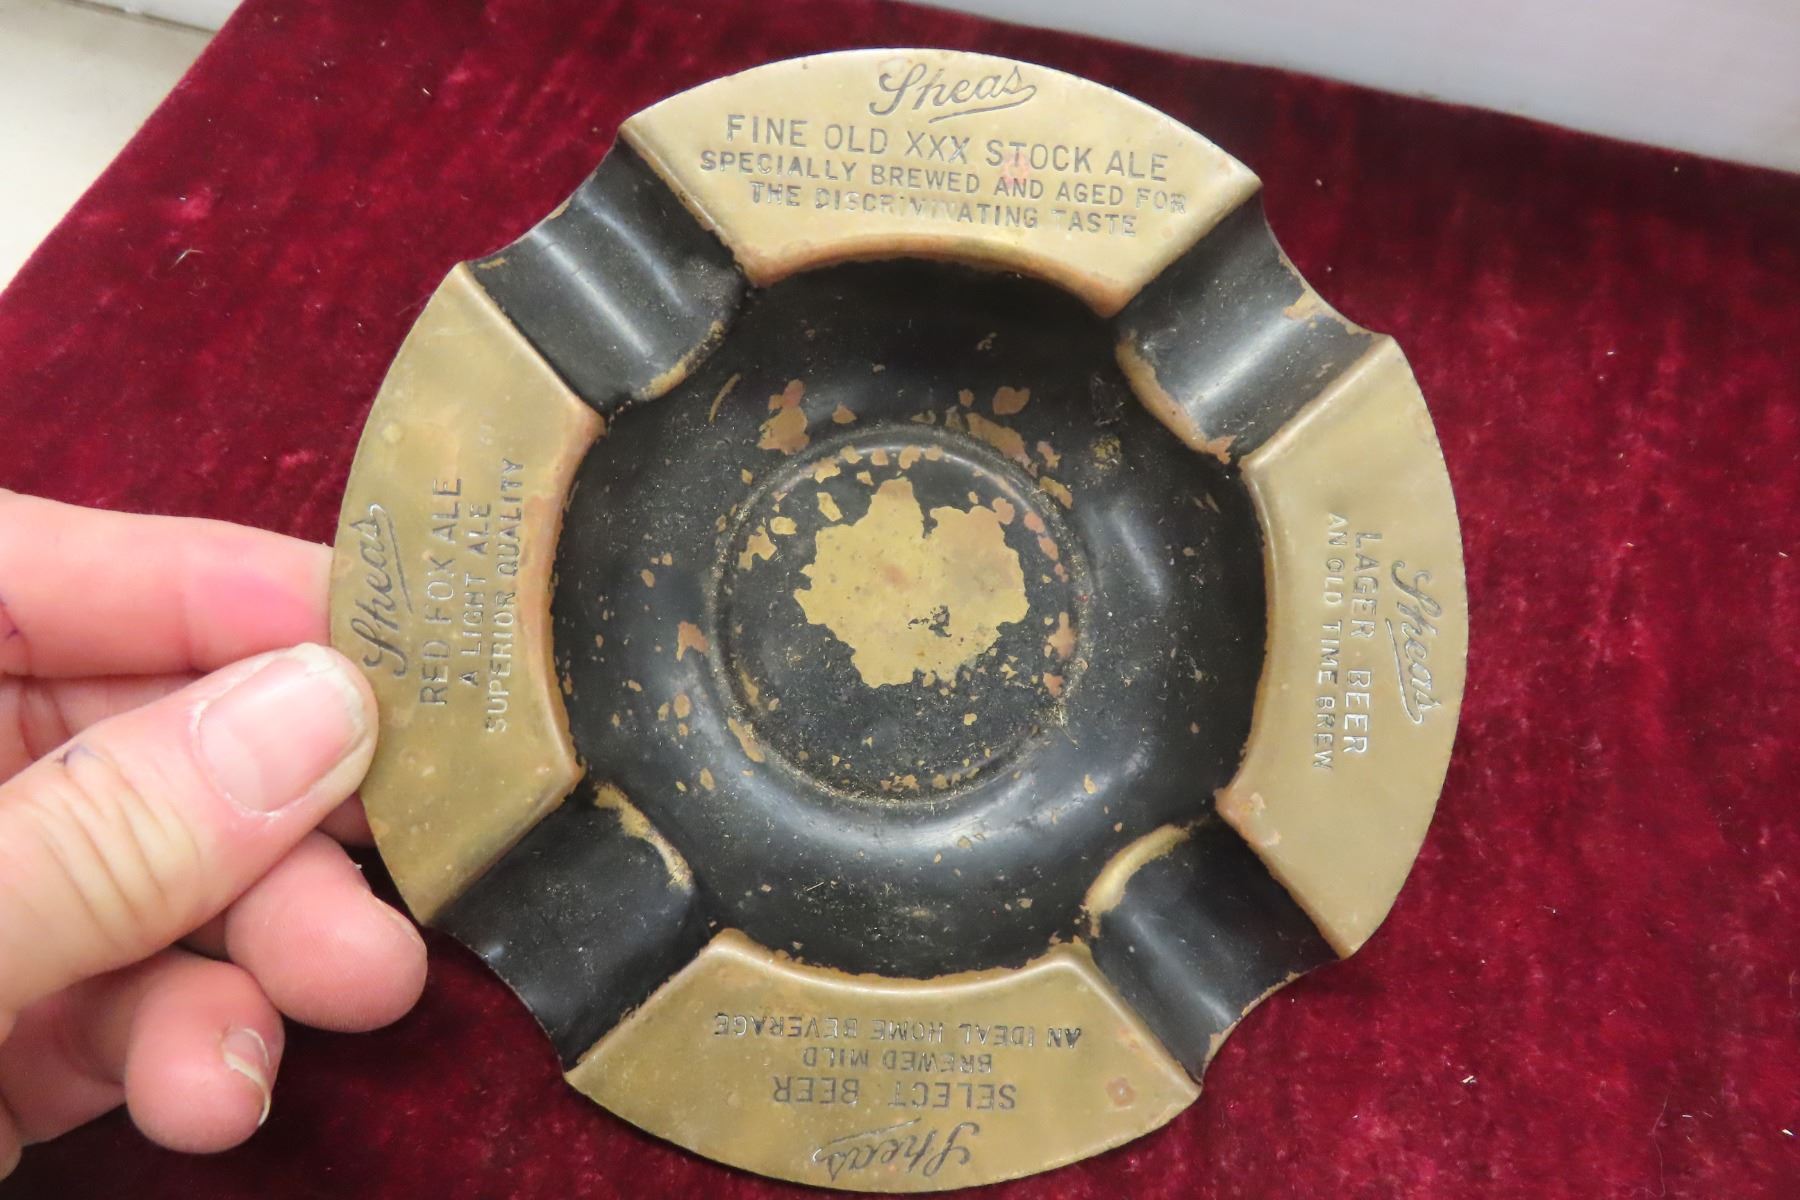 Sheas
FINE OLD XXX STOCK ALE
SPECIALLY BREWED AND AGED FOR
THE DISCRIMINATING TASTE
Sheas
LAGER BEER
AN OLD TIME BREW
Sheas
SELECT BEER
BREWED MILD
AN IDEAL HOME BEVERAGE
Sheas
RED FOX ALE
A LIGHT ALE
SUPERIOR QUALITY